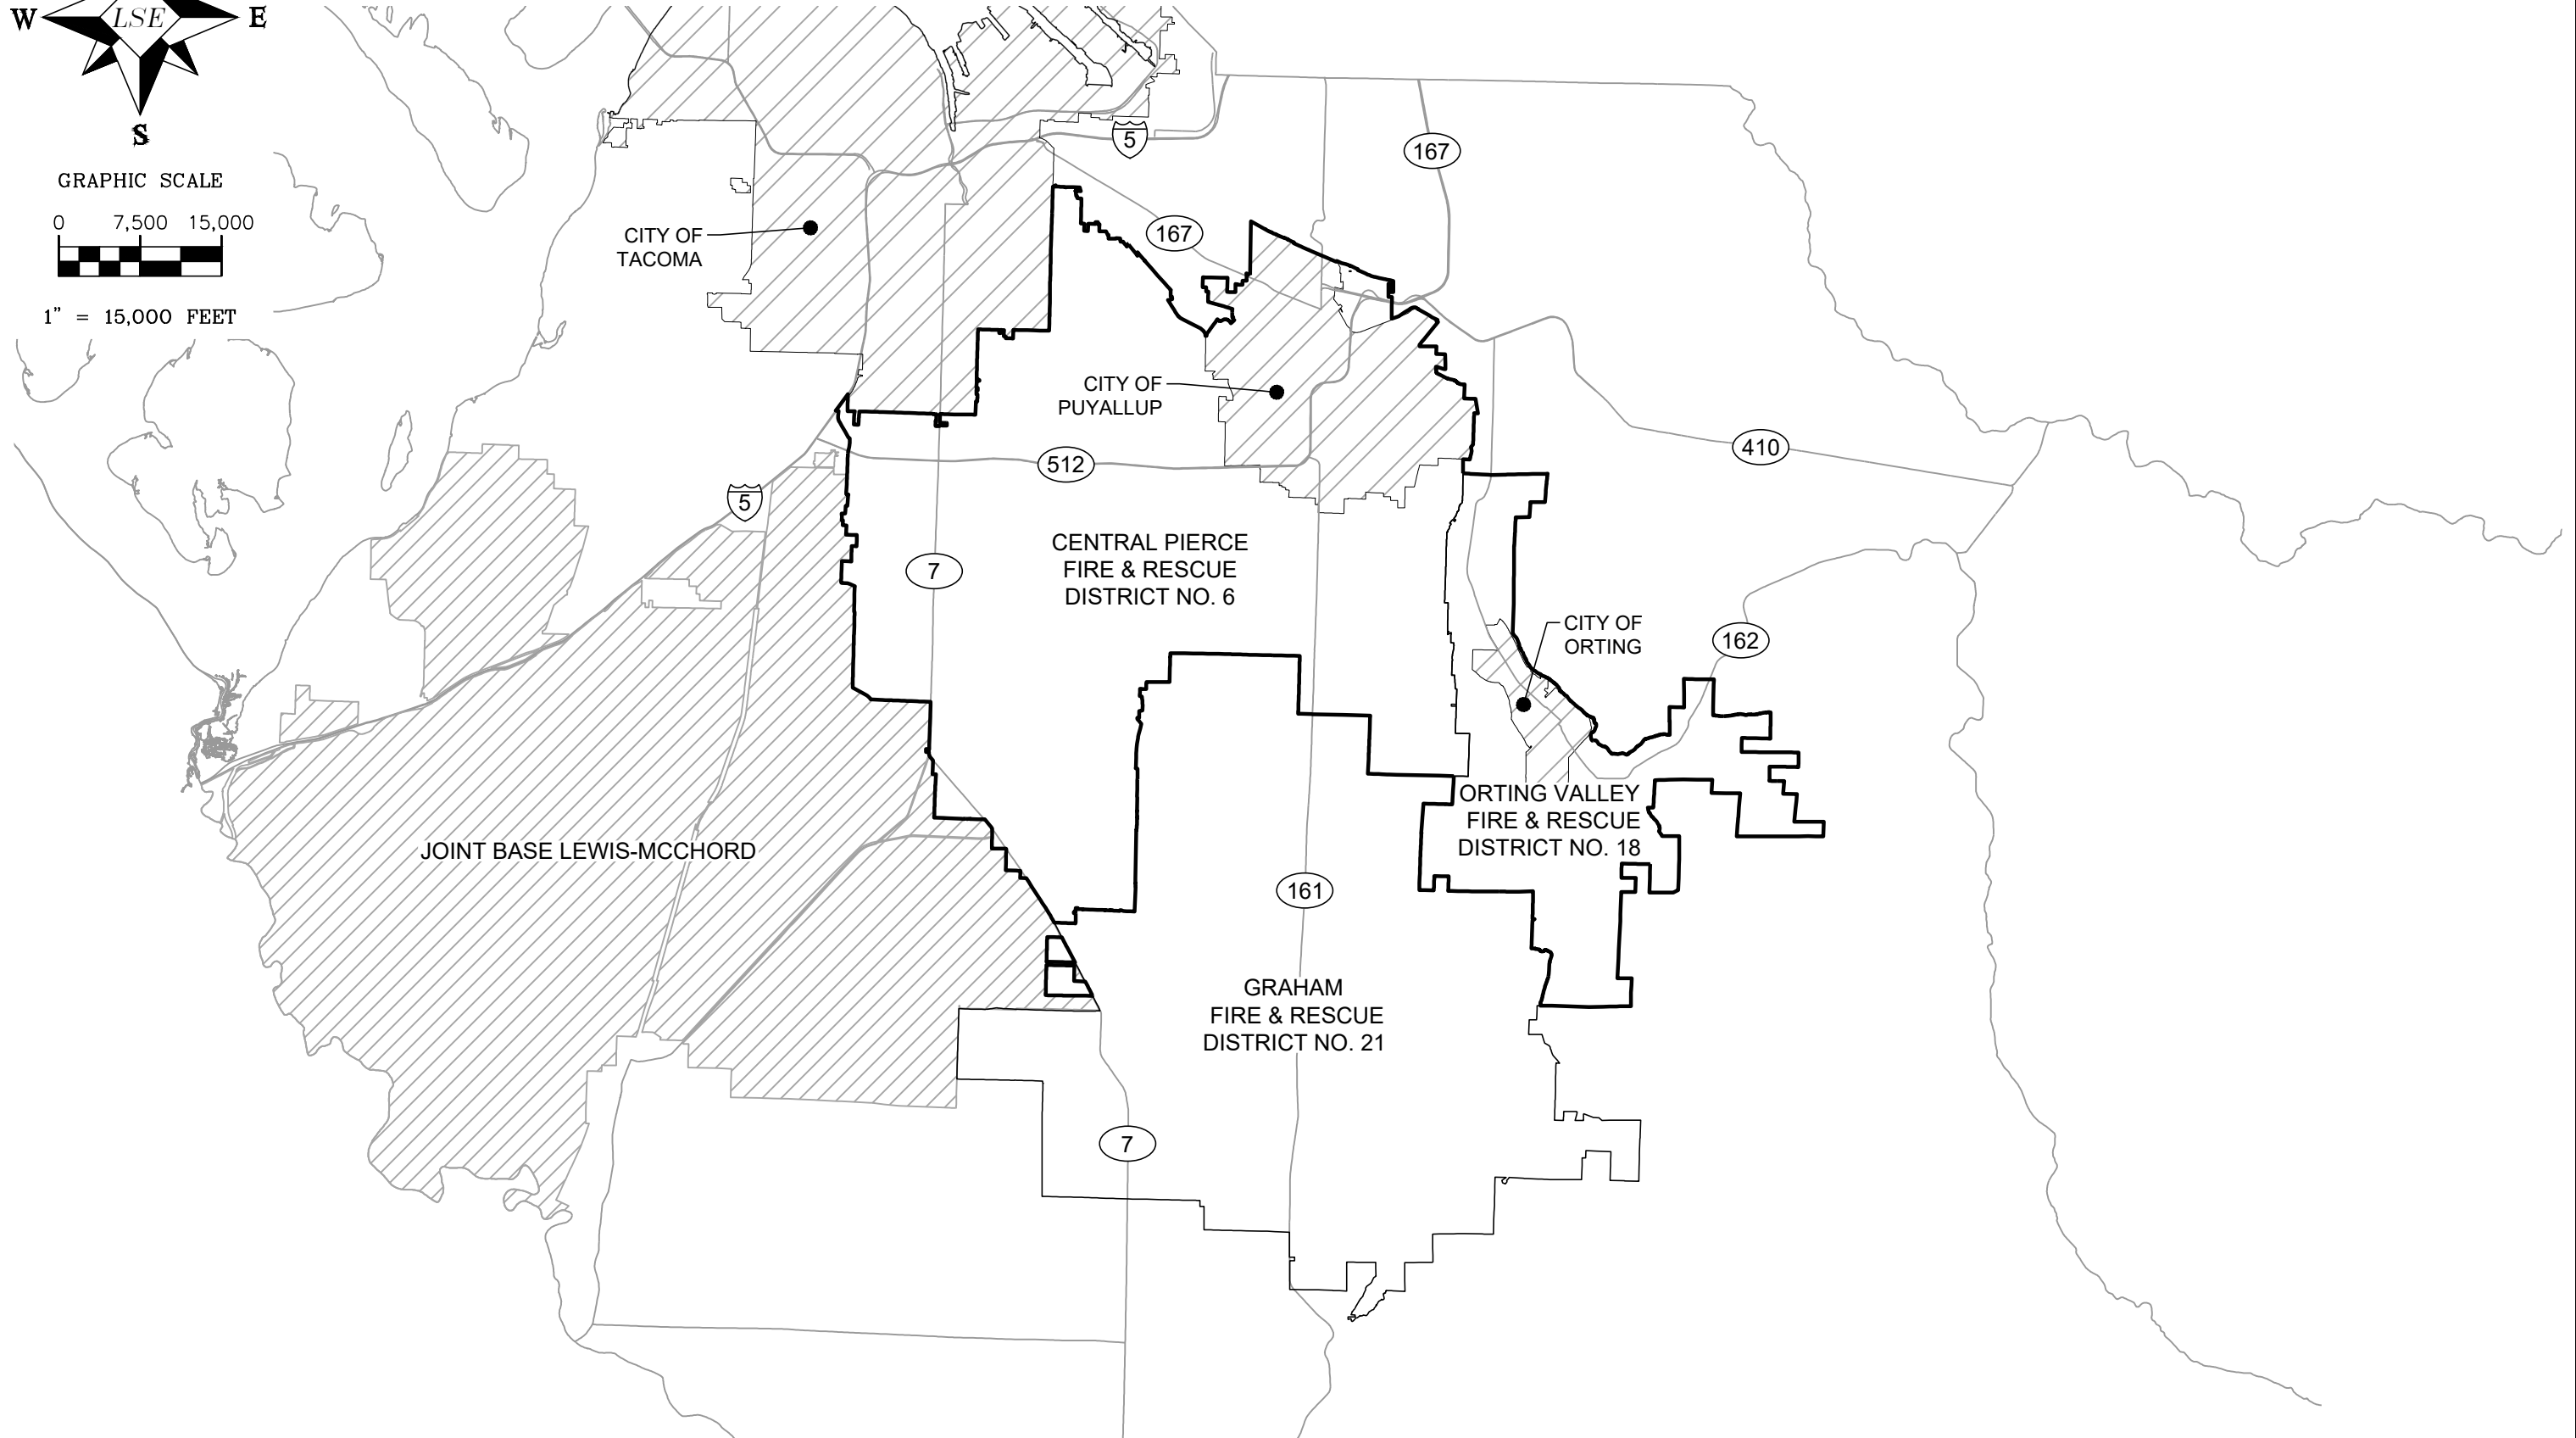 W
LSE
E
S
GRAPHIC SCALE
0 7,500 15,000
1" = 15,000 FEET
5
167
CITY OF
TACOMA
167
CITY OF
PUYALLUP
410
512
5
CENTRAL PIERCE
FIRE & RESCUE
DISTRICT NO. 6
7
CITY OF
ORTING
162
ORTING VALLEY
FIRE & RESCUE
DISTRICT NO. 18
JOINT BASE LEWIS-MCCHORD
161
GRAHAM
FIRE & RESCUE
DISTRICT NO. 21
7